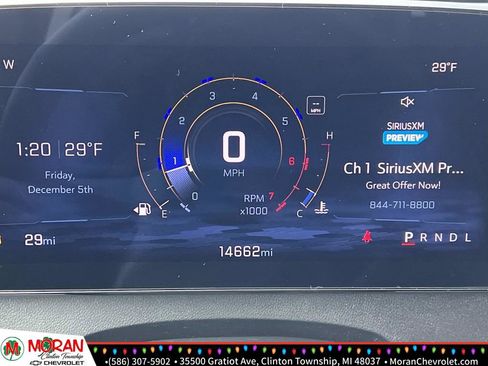 W
29°F
1:20 29°F
Friday,
December 5th
F
E
0
1
2
3
4
5
6
7
0
MPH
RPM
x1000
--
MPH
H
C
SIRIUSXM
PREVIEW
Ch 1 SiriusXM Pr...
Great Offer Now!
844-711-8800
29mi
14662mi
PRNDL
M MORAN
Clinton Township
CHEVROLET
•(586) 307-5902 • 35500 Gratiot Ave, Clinton Township, MI 48037 • MoranChevrolet.com•